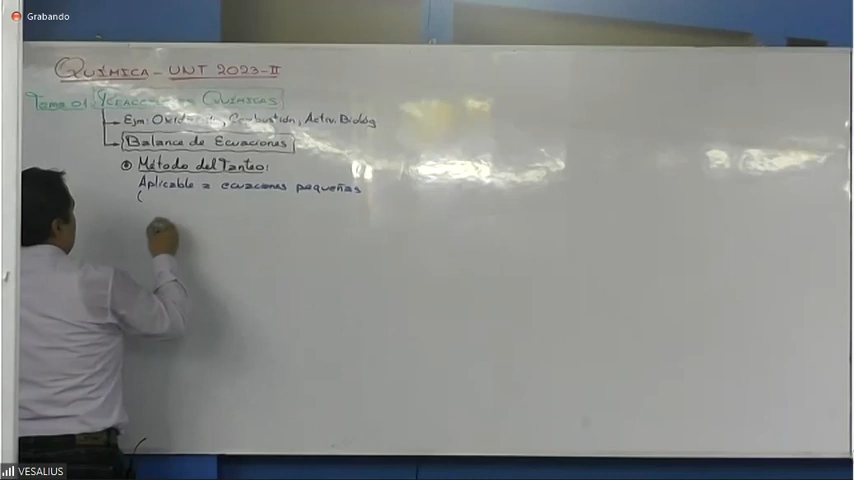 Grabando
QUÍMICA - UNT 2023-II
Tema 01: REACCIONES QUÍMICAS
Ejm: Oxidación, Combustión, Activ. Biológ
Balance de Ecuaciones
Método del Tanteo:
Aplicable a ecuaciones pequeñas
(
VESALIUS